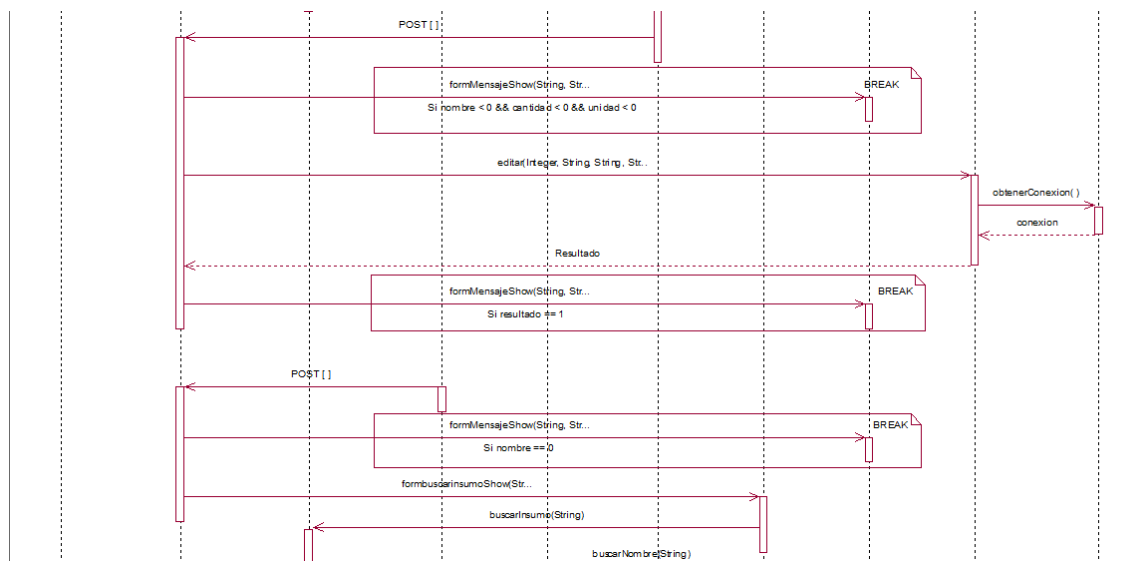 POST [ ]
formMensajeShow(String, Str...
BREAK
Si nombre < 0 && cantidad < 0 && unidad < 0
editar(Integer, String, String, Str..
obtenerConexion( )
conexion
Resultado
formMensajeShow(String, Str...
BREAK
Si resultado == 1
POST [ ]
formMensajeShow(String, Str...
BREAK
Si nombre == 0
formbuscarinsumoShow(Str...
buscarInsumo(String)
buscarNombre(String)